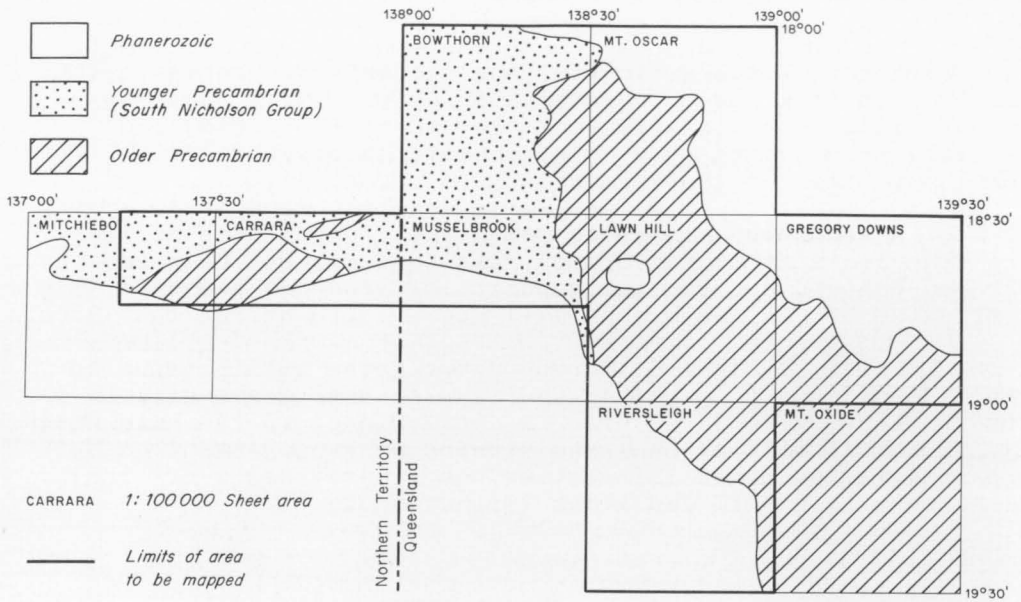 138°00'
138°30'
139°00'
18°00'
BOWTHORN
MT. OSCAR
Phanerozoic
Younger Precambrian
(South Nicholson Group)
Older Precambrian
137°00'
137°30'
139°30'
18°30'
MITCHIEBO
CARRARA
MUSSELBROOK
LAWN HILL
GREGORY DOWNS
19°00'
RIVERSLEIGH
MT. OXIDE
CARRARA
1:100 000 Sheet area
Limits of area
to be mapped
Northern Territory
Queensland
19°30'